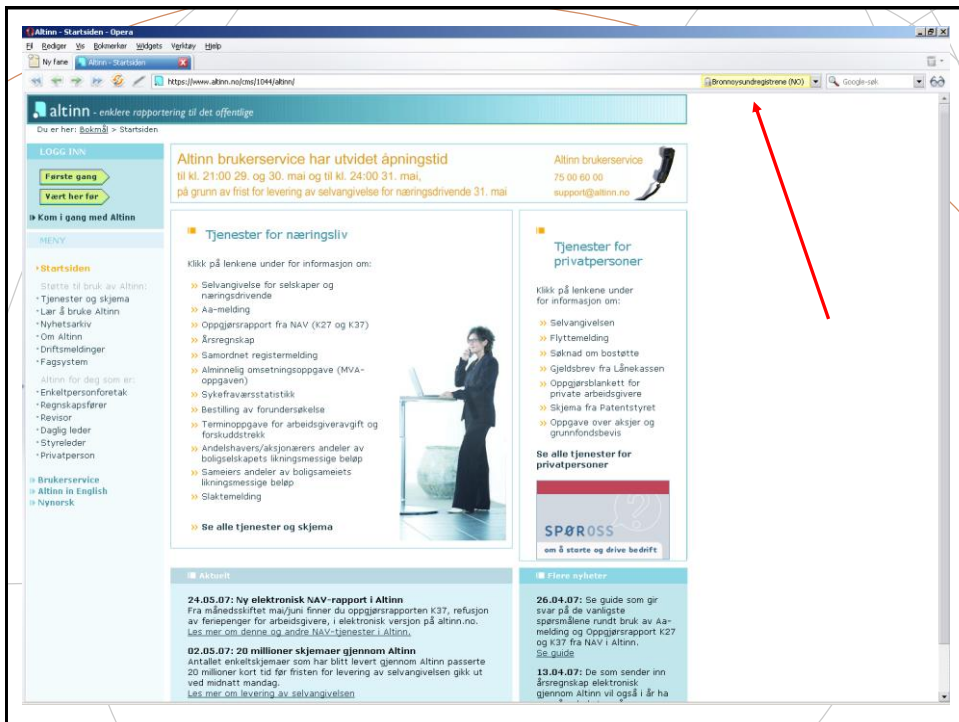 Altinn - Startsiden - Opera
Fil Rediger Vis Bokmerker Widgets Verktøy Hjelp
Ny fane Altinn - Startsiden
https://www.altinn.no/cms/1044/altinn/ Bronnoysundregistrene (NO) Google-søk
altinn - enklere rapportering til det offentlige
Du er her: Bokmål > Startsiden
LOGG INN
Første gang
Vært her før
Kom i gang med Altinn
MENY
Startsiden
Støtte til bruk av Altinn:
Tjenester og skjema
Lær å bruke Altinn
Nyhetsarkiv
Om Altinn
Driftsmeldinger
Fagsystem
Altinn for deg som er:
Enkeltpersonforetak
Regnskapsfører
Revisor
Daglig leder
Styreleder
Privatperson
Brukerservice
Altinn in English
Nynorsk
Altinn brukerservice har utvidet åpningstid
til kl. 21:00 29. og 30. mai og til kl. 24:00 31. mai,
på grunn av frist for levering av selvangivelse for næringsdrivende 31. mai
Altinn brukerservice
75 00 60 00
support@altinn.no
Tjenester for næringsliv
Klikk på lenkene under for informasjon om:
» Selvangivelse for selskaper og
næringsdrivende
» Aa-melding
» Oppgjørsrapport fra NAV (K27 og K37)
» Årsregnskap
» Samordnet registermelding
» Alminnelig omsetningsoppgave (MVA-
oppgaven)
» Sykefraværsstatistikk
» Bestilling av forundersøkelse
» Terminoppgave for arbeidsgiveravgift og
forskuddstrekk
» Andelshavers/aksjonærers andeler av
boligselskapets likningsmessige beløp
» Sameiers andeler av boligsameiets
likningsmessige beløp
» Slaktemelding
» Se alle tjenester og skjema
Tjenester for
privatpersoner
Klikk på lenkene under
for informasjon om:
» Selvangivelsen
» Flyttemelding
» Søknad om bostøtte
» Gjeldsbrev fra Lånekassen
» Oppgjørsblankett for
private arbeidsgivere
» Skjema fra Patentstyret
» Oppgave over aksjer og
grunnfondsbevis
Se alle tjenester for
privatpersoner
SPØROSS
om å starte og drive bedrift
Aktuelt
24.05.07: Ny elektronisk NAV-rapport i Altinn
Fra månedsskiftet mai/juni finner du oppgjørsrapporten K37, refusjon
av feriepenger for arbeidsgivere, i elektronisk versjon på altinn.no.
Les mer om denne og andre NAV-tjenester i Altinn.
02.05.07: 20 millioner skjemaer gjennom Altinn
Antallet enkeltskjemaer som har blitt levert gjennom Altinn passerte
20 millioner kort tid før fristen for levering av selvangivelsen gikk ut
ved midnatt mandag.
Les mer om levering av selvangivelsen
Flere nyheter
26.04.07: Se guide som gir
svar på de vanligste
spørsmålene rundt bruk av Aa-
melding og Oppgjørsrapport K27
og K37 fra NAV i Altinn.
Se guide
13.04.07: De som sender inn
årsregnskap elektronisk
gjennom Altinn vil også i år ha